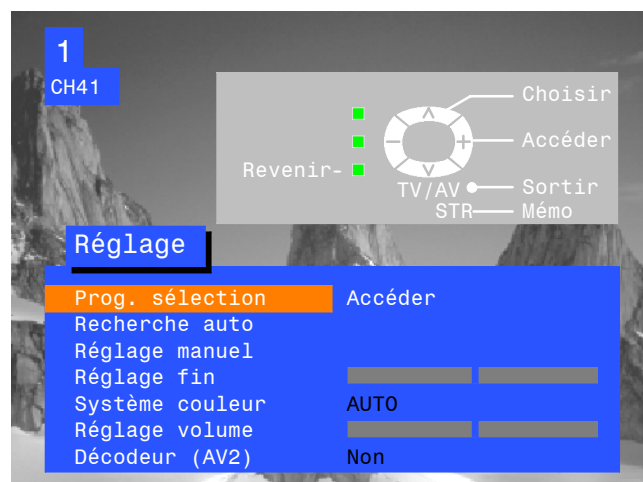 1
CH41
Choisir
Accéder
Revenir-
TV/AV Sortir
STR Mémo
Réglage
Prog. sélection Accéder
Recherche auto
Réglage manuel
Réglage fin
Système couleur AUTO
Réglage volume
Décodeur (AV2) Non